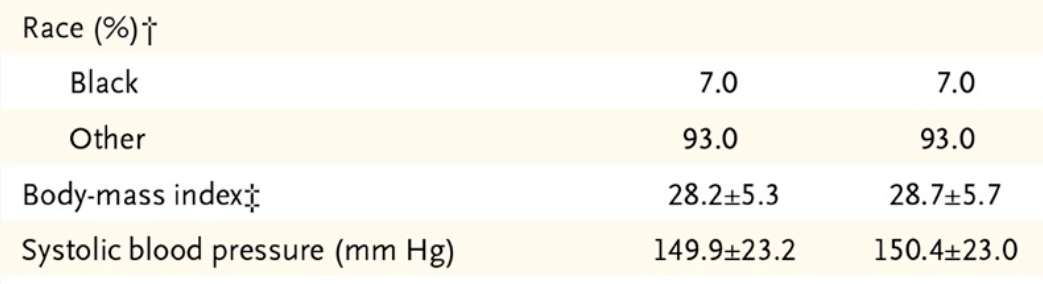 Race (%)†
Black 7.0 7.0
Other 93.0 93.0
Body-mass index‡ 28.2±5.3 28.7±5.7
Systolic blood pressure (mm Hg) 149.9±23.2 150.4±23.0